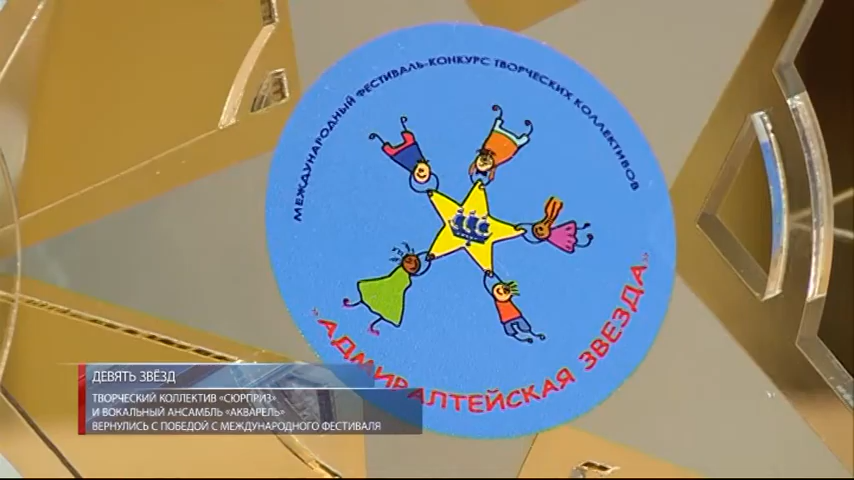 МЕЖДУНАРОДНЫЙ ФЕСТИВАЛЬ-КОНКУРС ТВОРЧЕСКИХ КОЛЛЕКТИВОВ
"АДМИРАЛТЕЙСКАЯ ЗВЕЗДА"
ДЕВЯТЬ ЗВЁЗД
ТВОРЧЕСКИЙ КОЛЛЕКТИВ «СЮРПРИЗ»
И ВОКАЛЬНЫЙ АНСАМБЛЬ «АКВАРЕЛЬ»
ВЕРНУЛИСЬ С ПОБЕДОЙ С МЕЖДУНАРОДНОГО ФЕСТИВАЛЯ